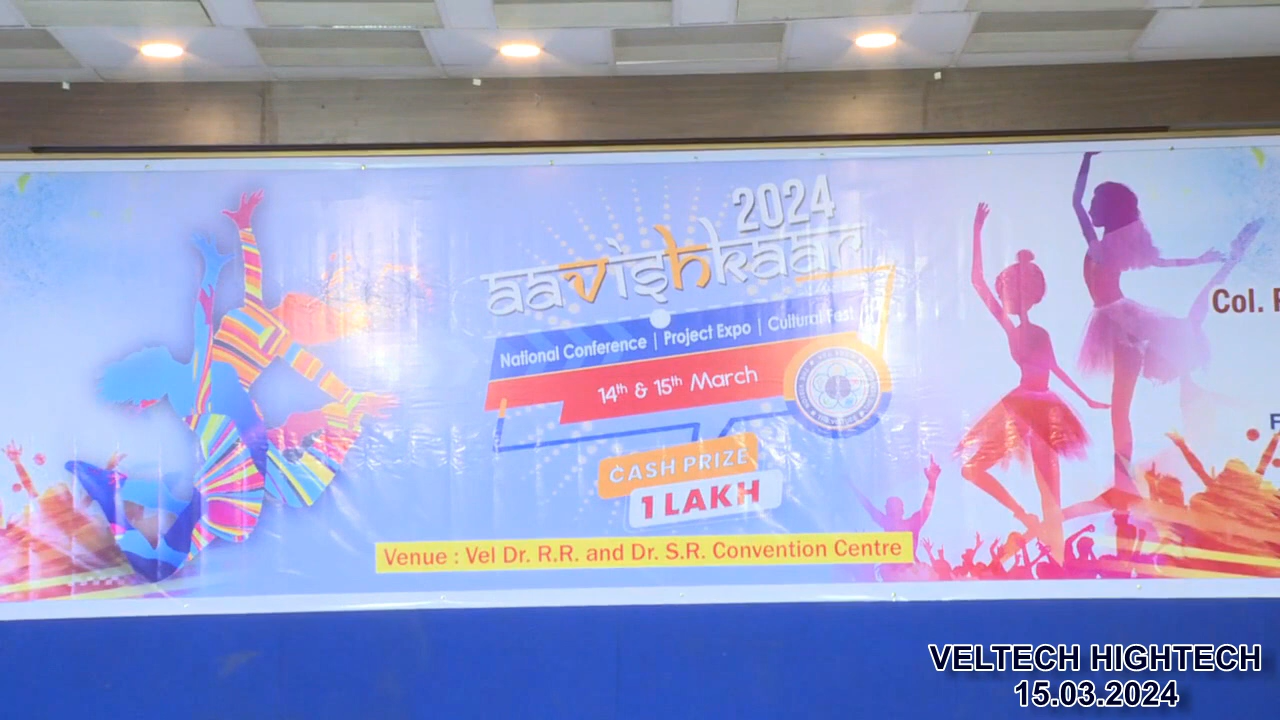 2024
aavishkaar
National Conference | Project Expo | Cultural Fest
14th & 15th March
CASH PRIZE
1 LAKH
Venue : Vel Dr. R.R. and Dr. S.R. Convention Centre
Col.
VELTECH HIGHTECH
15.03.2024